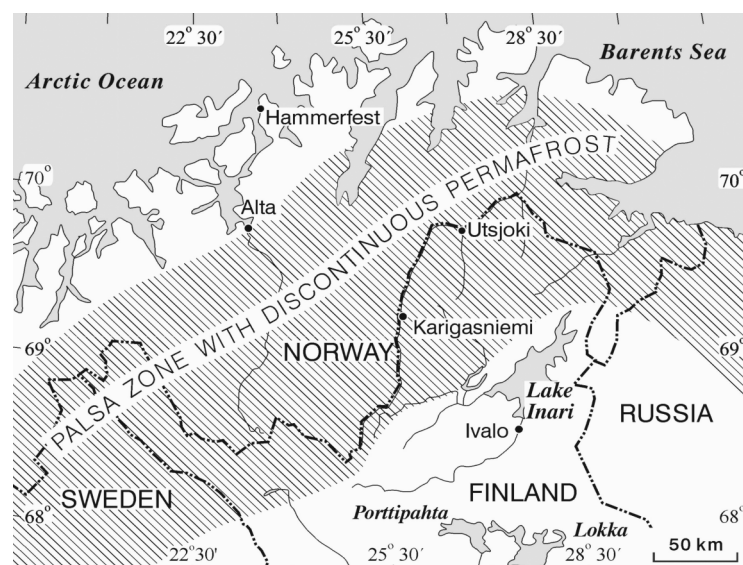 22° 30′
25° 30′
28° 30′
Arctic Ocean
Barents Sea
Hammerfest
70°
70°
Alta
Utsjoki
PALSA ZONE WITH DISCONTINUOUS PERMAFROST
Karigasniemi
69°
69°
NORWAY
Lake
Inari
RUSSIA
Ivalo
SWEDEN
FINLAND
68°
68°
Porttipahta
Lokka
22° 30′
25° 30′
28° 30′
50 km